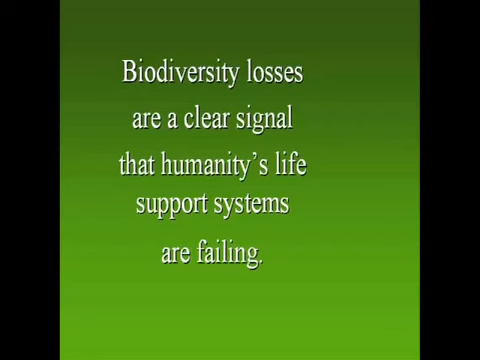 Biodiversity losses
are a clear signal
that humanity’s life
support systems
are failing.